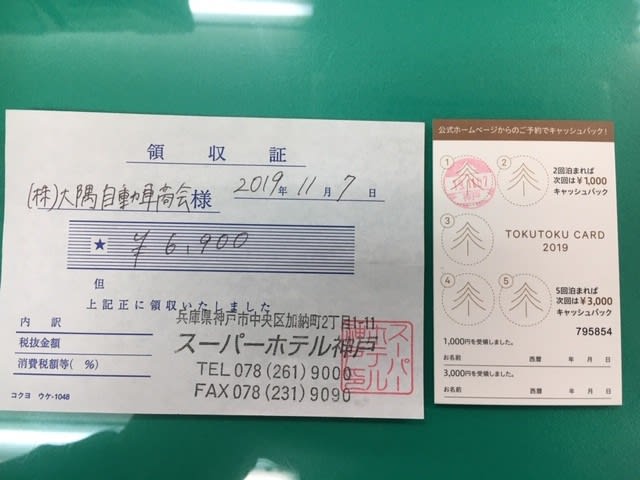 領収証
(株)大隅自動車商会様
2019年 11月 7日
★ ¥6,900
但
上記正に領収いたしました
内 訳
税抜金額
消費税額等( %)
コクヨ ウケ-1048
兵庫県神戸市中央区加納町2丁目1-11
スーパーホテル神戸
TEL 078 (261) 9000
FAX 078 (231) 9090
公式ホームページからのご予約でキャッシュバック!
① ②
2回泊まれば
次回は¥1,000
キャッシュバック
③
TOKUTOKU CARD
2019
④ ⑤
5回泊まれば
次回は¥3,000
キャッシュバック
795854
1,000円を受領しました。
お名前 西暦 年 月 日
3,000円を受領しました。
お名前 西暦 年 月 日